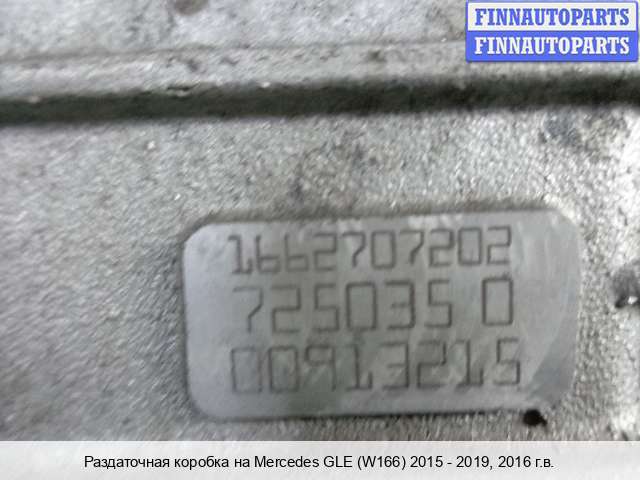 FINNAUTOPARTS
FINNAUTOPARTS
1662707202
725035 0
00913215
Раздаточная коробка на Mercedes GLE (W166) 2015 - 2019, 2016 г.в.